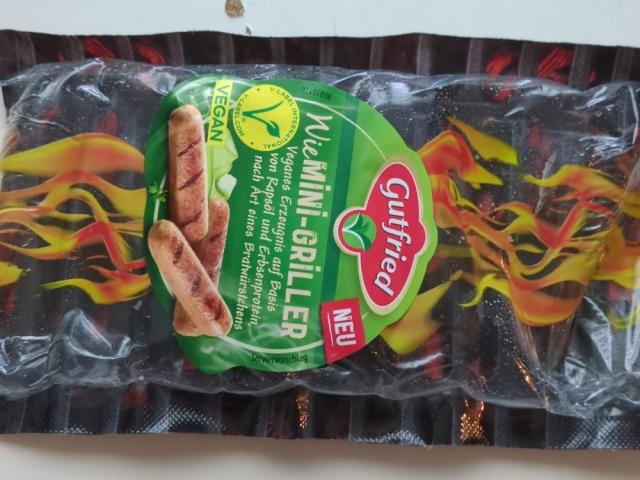 Gutfried
NEU
Wie MINI-GRILLER
Veganes Erzeugnis auf Basis
von Rapsöl und Erbsenprotein
nach Art eines Bratwürstchens
VEGAN
V-LABEL INTERNATIONAL
Serviervorschlag